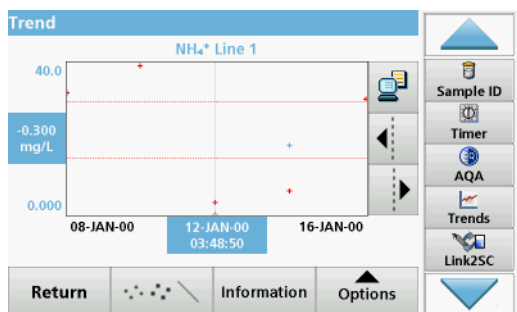 Trend
NH₄⁺ Line 1
40.0
-0.300
mg/L
0.000
08-JAN-00
12-JAN-00
03:48:50
16-JAN-00
Return
Information
Options
Sample ID
Timer
AQA
Trends
Link2SC